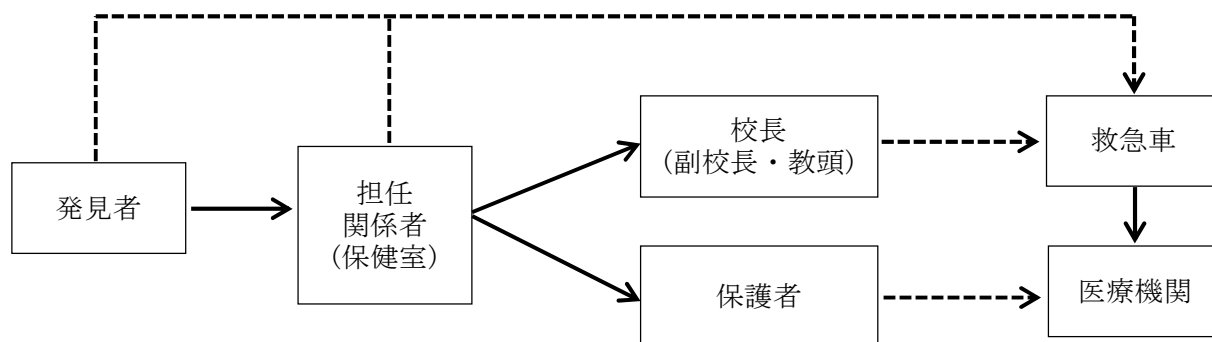 発見者
担任
関係者
(保健室)
校長
(副校長・教頭)
保護者
救急車
医療機関